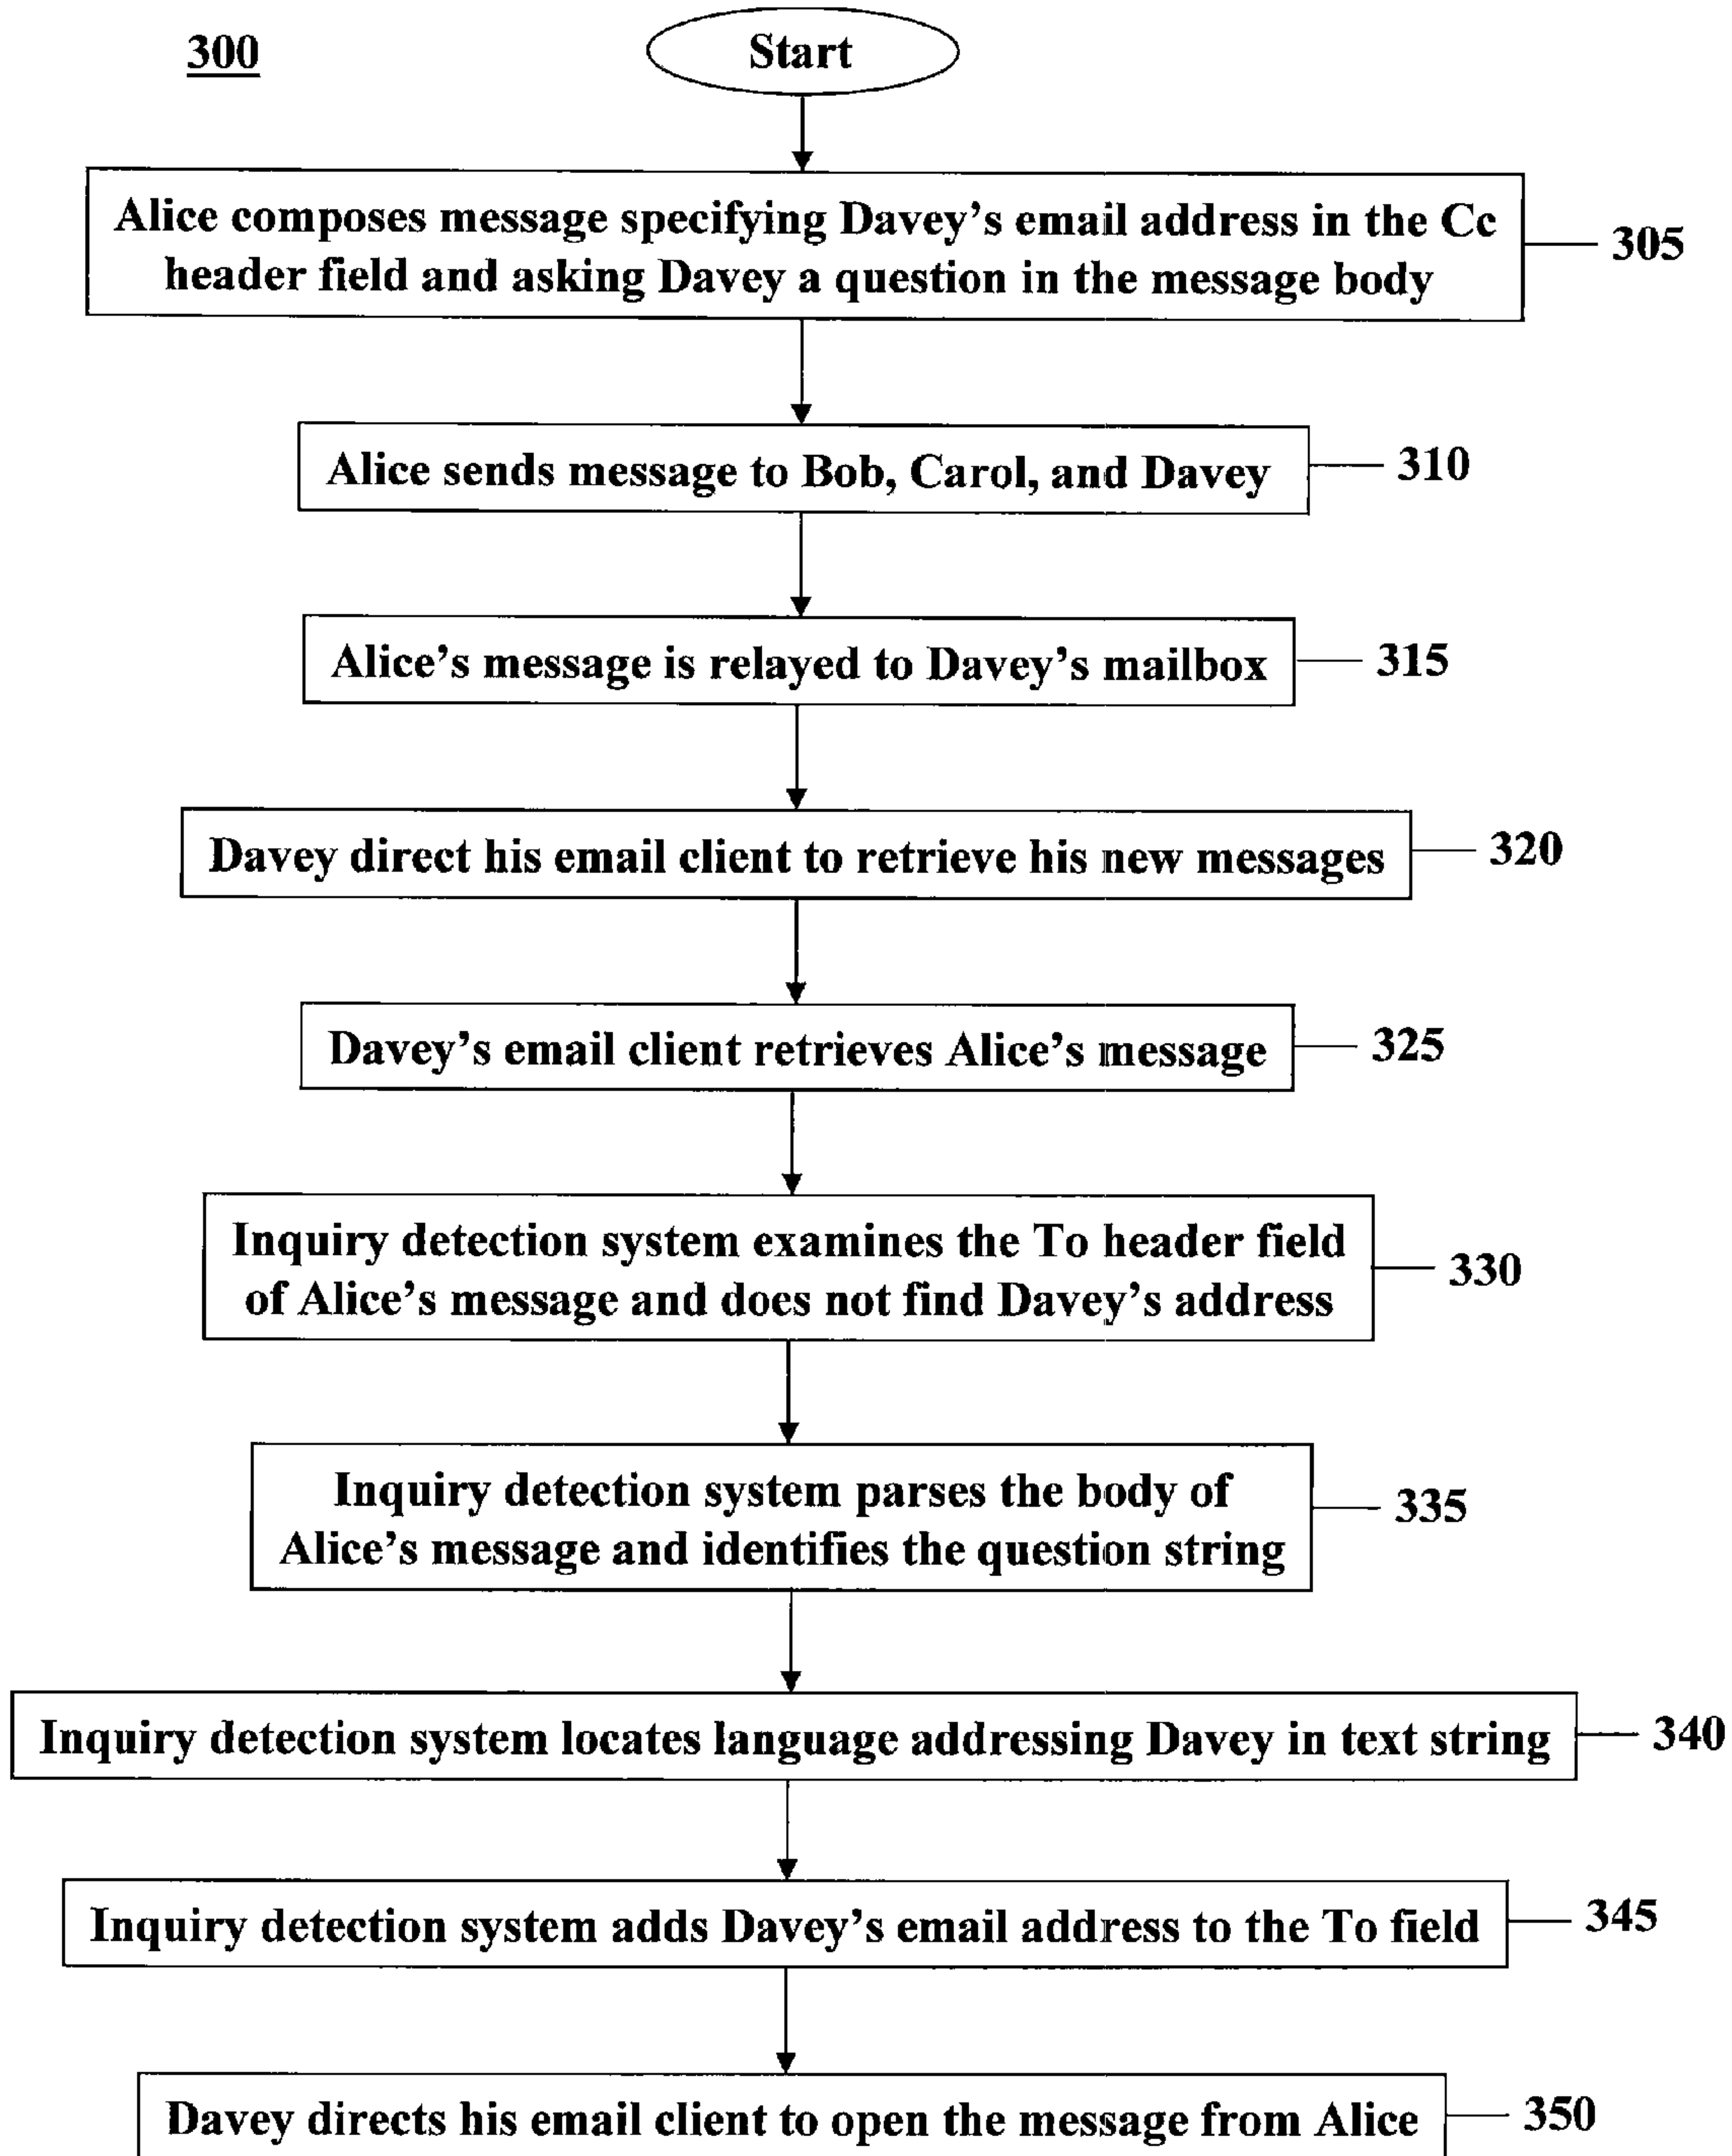 300
Start
Alice composes message specifying Davey’s email address in the Cc
header field and asking Davey a question in the message body
305
Alice sends message to Bob, Carol, and Davey
310
Alice’s message is relayed to Davey’s mailbox
315
Davey direct his email client to retrieve his new messages
320
Davey’s email client retrieves Alice’s message
325
Inquiry detection system examines the To header field
of Alice’s message and does not find Davey’s address
330
Inquiry detection system parses the body of
Alice’s message and identifies the question string
335
Inquiry detection system locates language addressing Davey in text string
340
Inquiry detection system adds Davey’s email address to the To field
345
Davey directs his email client to open the message from Alice
350